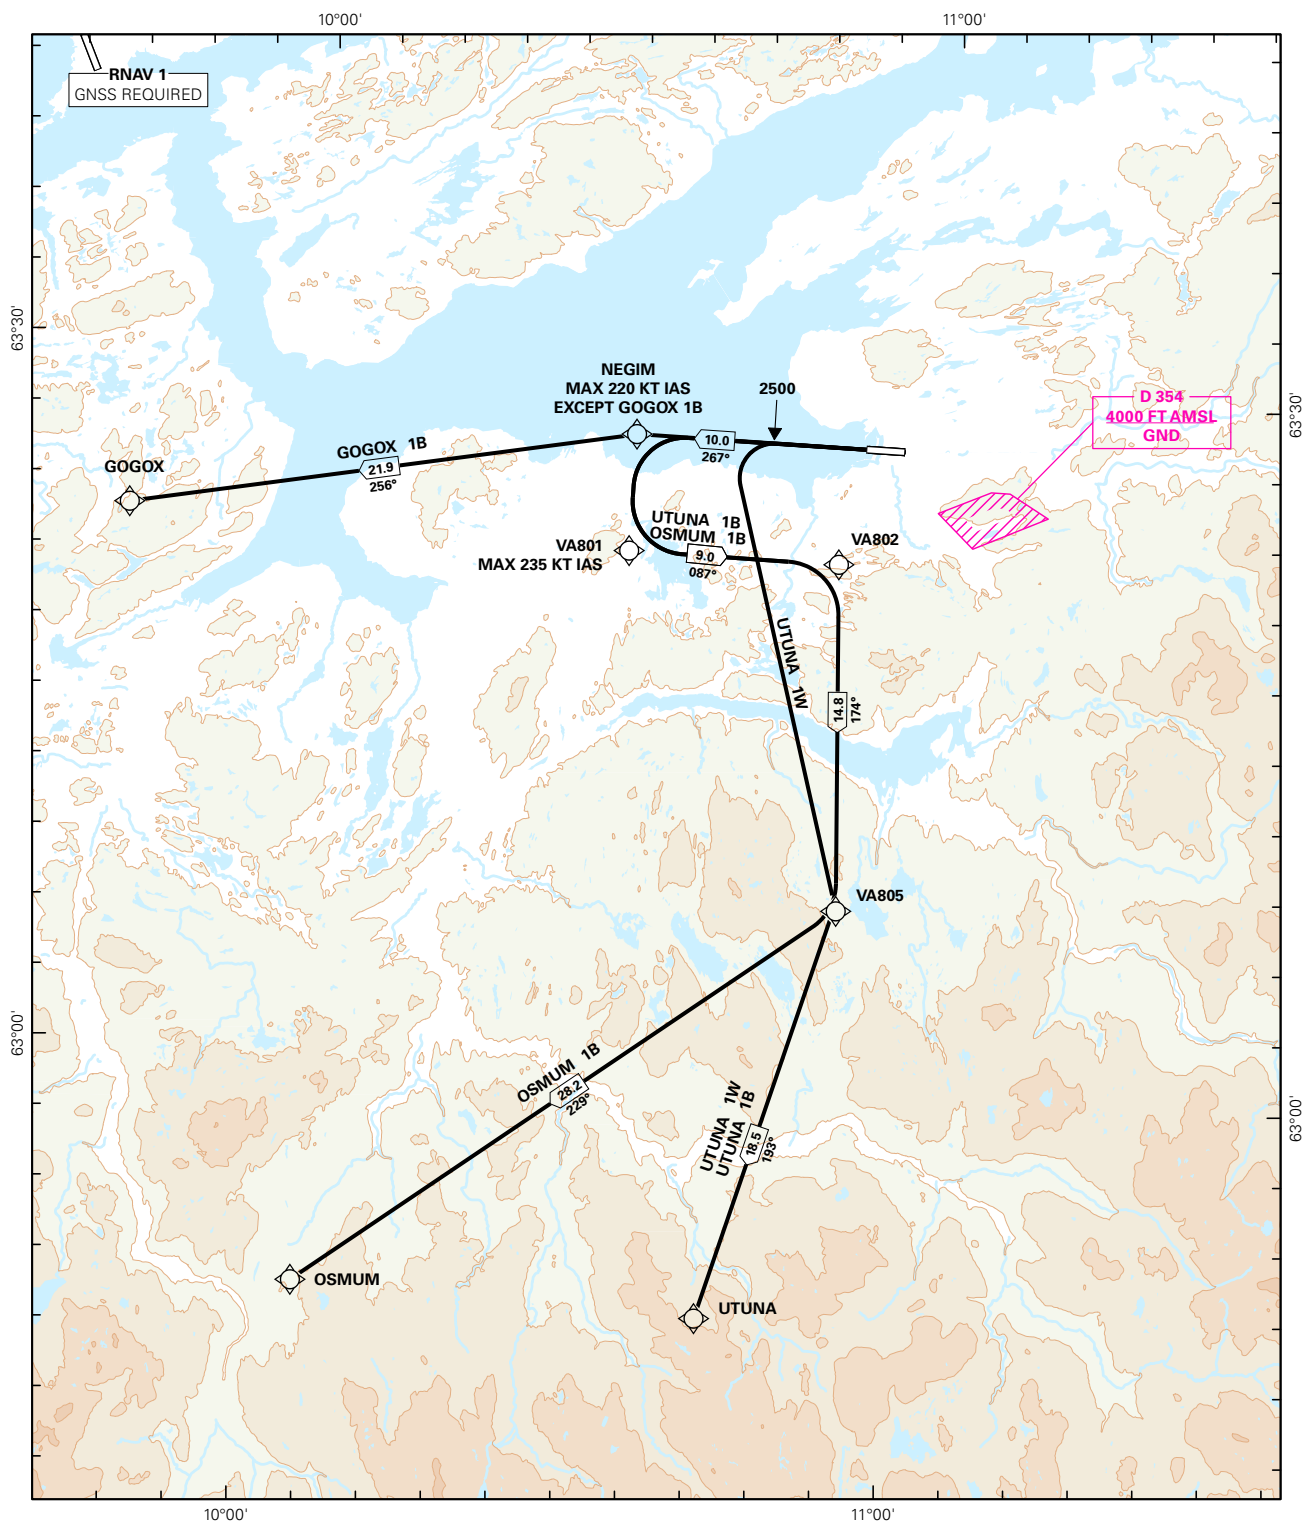 10°00'
11°00'
RNAV 1
GNSS REQUIRED
63°30'
NEGIM
MAX 220 KT IAS
EXCEPT GOGOX 1B
2500
D 354
4000 FT AMSL
GND
63°30'
GOGOX 1B
10.0
267°
GOGOX
21.9
256°
UTUNA 1B
OSMUM 1B
VA801
MAX 235 KT IAS
9.0
087°
VA802
UTUNA 1W
14.8
174°
VA805
63°00'
OSMUM 1B
28.2
229°
UTUNA 1W
UTUNA 1B
18.5
193°
63°00'
OSMUM
UTUNA
10°00'
11°00'